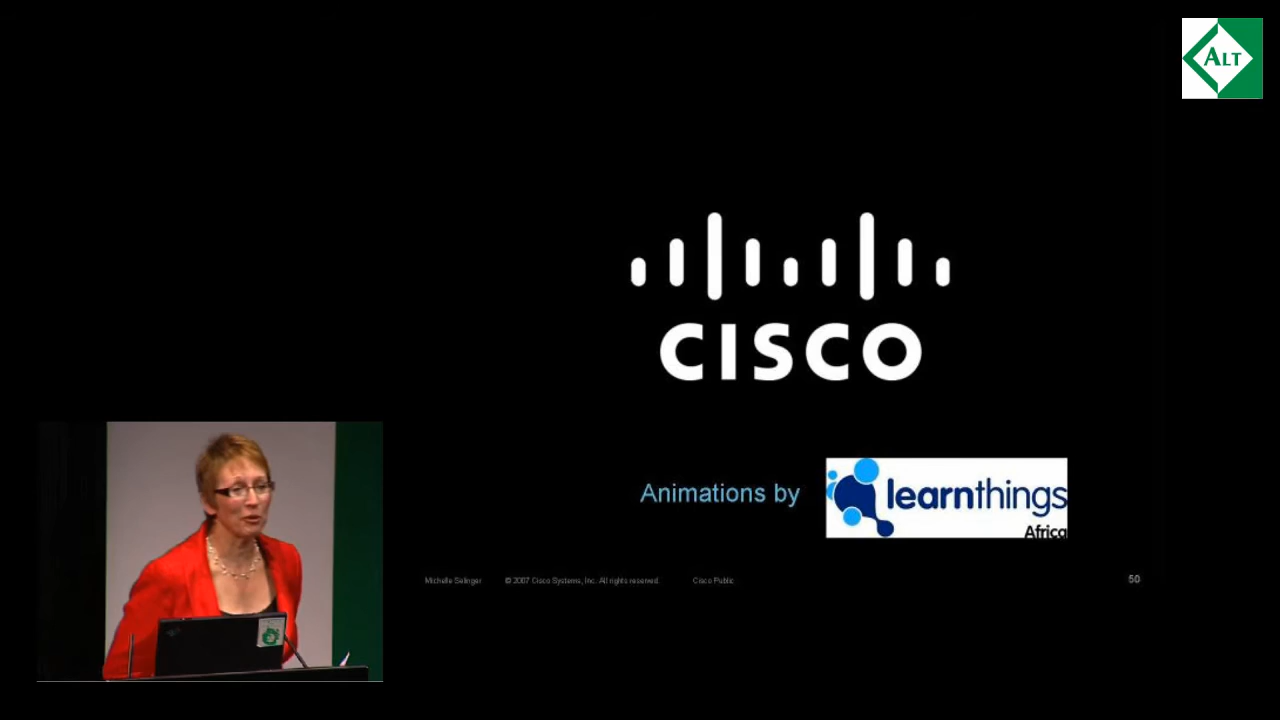 ALT
CISCO
Animations by
learnthings
Africa
Michelle Selinger © 2007 Cisco Systems, Inc. All rights reserved. Cisco Public 50